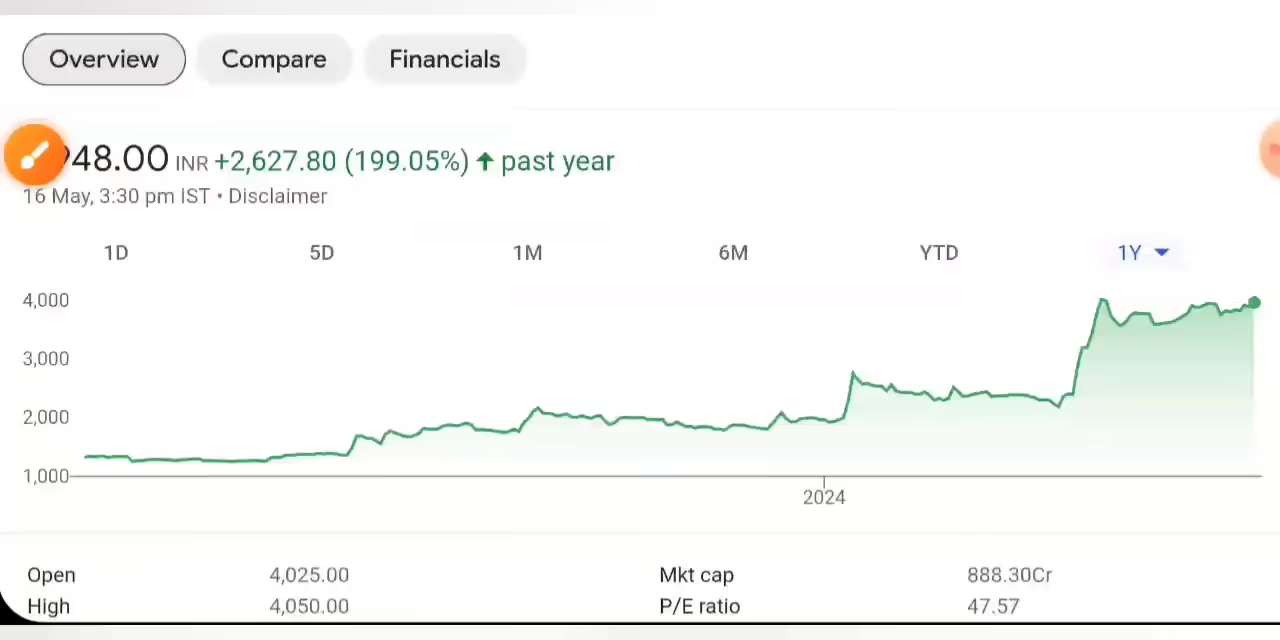 Overview Compare Financials
48.00 INR +2,627.80 (199.05%) ↑ past year
16 May, 3:30 pm IST • Disclaimer
1D 5D 1M 6M YTD 1Y
4,000
3,000
2,000
1,000
2024
Open 4,025.00 Mkt cap 888.30Cr
High 4,050.00 P/E ratio 47.57